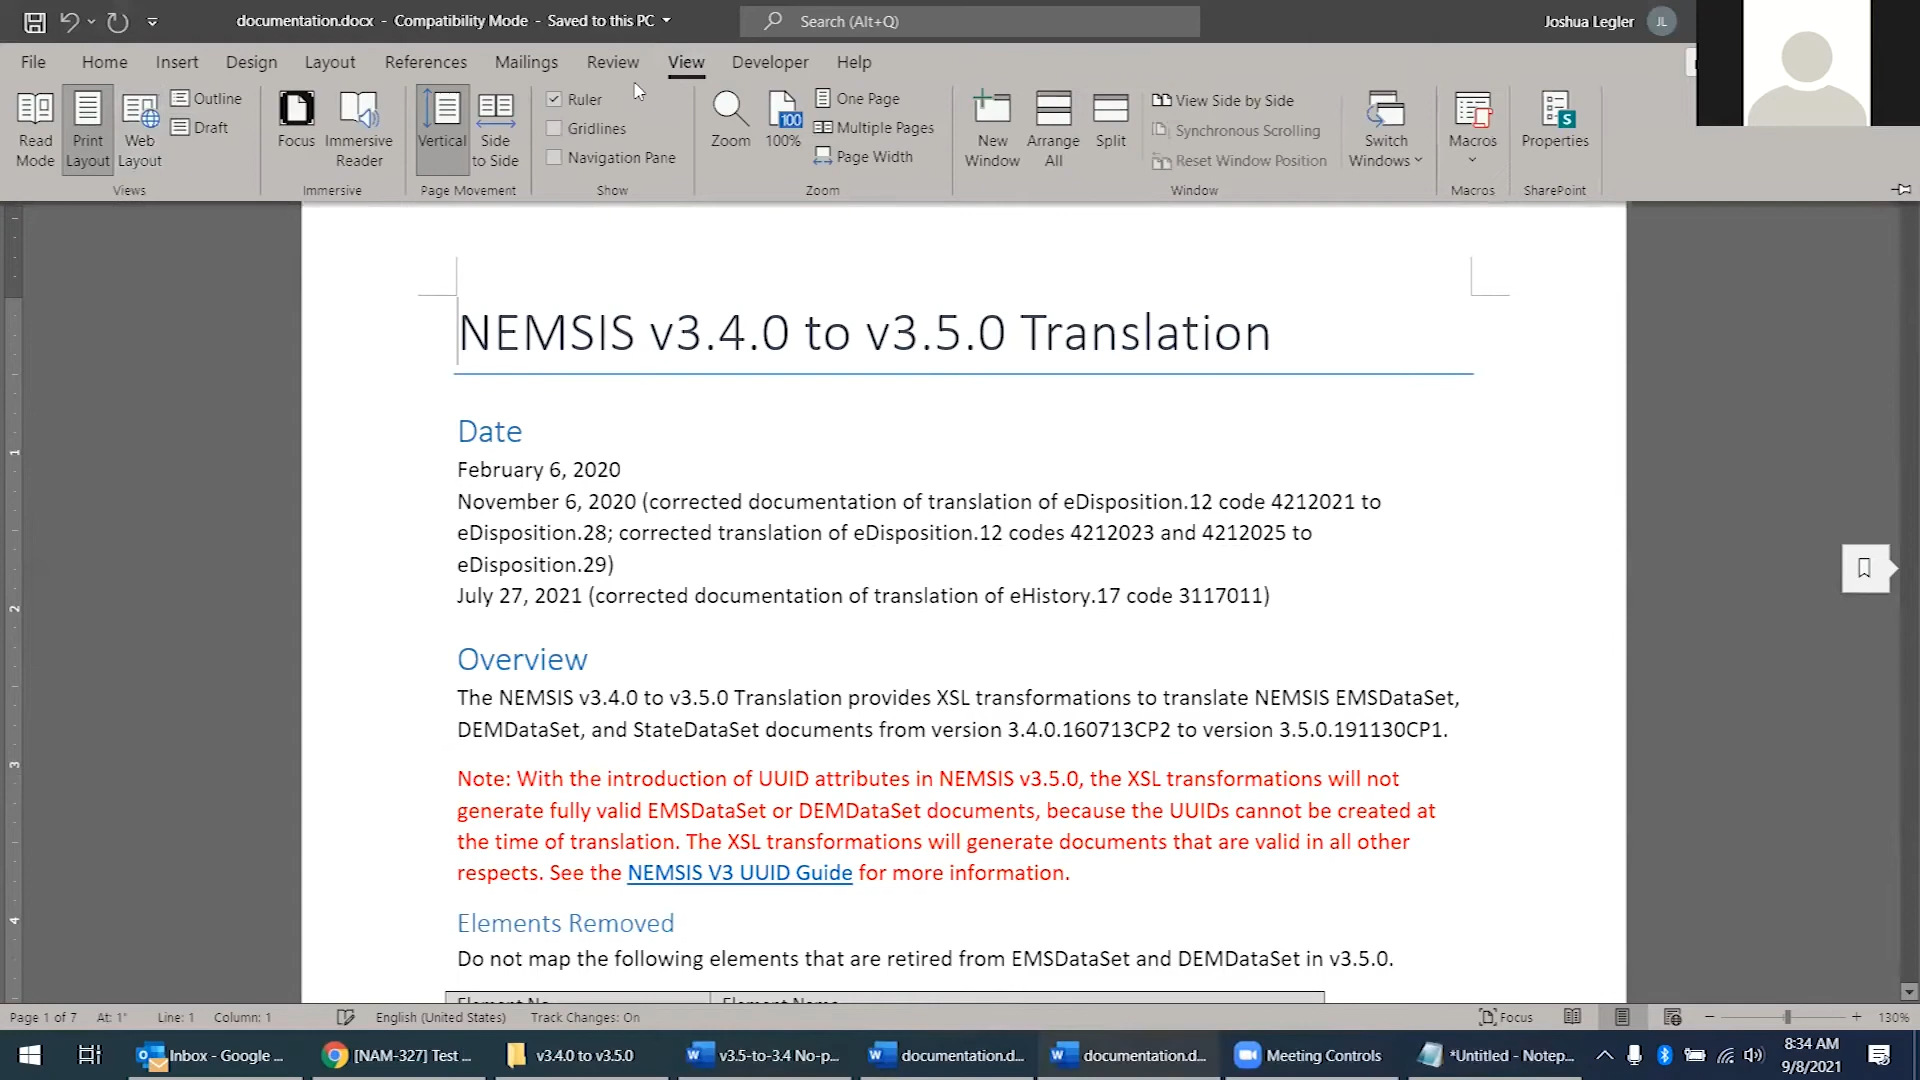 documentation.docx - Compatibility Mode - Saved to this PC
Search (Alt+Q)
Joshua Legler JL
File Home Insert Design Layout References Mailings Review View Developer Help
Read Mode
Print Layout
Web Layout
Outline
Draft
Views
Focus
Immersive Reader
Immersive
Vertical
Side to Side
Page Movement
Ruler
Gridlines
Navigation Pane
Show
Zoom
100
100%
One Page
Multiple Pages
Page Width
Zoom
New Window
Arrange All
Split
View Side by Side
Synchronous Scrolling
Reset Window Position
Switch Windows
Window
Macros
Macros
Properties
SharePoint
NEMSIS v3.4.0 to v3.5.0 Translation
Date
February 6, 2020
November 6, 2020 (corrected documentation of translation of eDisposition.12 code 4212021 to
eDisposition.28; corrected translation of eDisposition.12 codes 4212023 and 4212025 to
eDisposition.29)
July 27, 2021 (corrected documentation of translation of eHistory.17 code 3117011)
Overview
The NEMSIS v3.4.0 to v3.5.0 Translation provides XSL transformations to translate NEMSIS EMSDataSet,
DEMDataSet, and StateDataSet documents from version 3.4.0.160713CP2 to version 3.5.0.191130CP1.
Note: With the introduction of UUID attributes in NEMSIS v3.5.0, the XSL transformations will not
generate fully valid EMSDataSet or DEMDataSet documents, because the UUIDs cannot be created at
the time of translation. The XSL transformations will generate documents that are valid in all other
respects. See the NEMSIS V3 UUID Guide for more information.
Elements Removed
Do not map the following elements that are retired from EMSDataSet and DEMDataSet in v3.5.0.
Element No. Element Name
1
2
3
4
Page 1 of 7 At: 1" Line: 1 Column: 1 English (United States) Track Changes: On Focus 130%
Inbox - Google ... [NAM-327] Test ... v3.4.0 to v3.5.0 v3.5-to-3.4 No-p... documentation.d... documentation.d... Meeting Controls *Untitled - Notep...
8:34 AM
9/8/2021